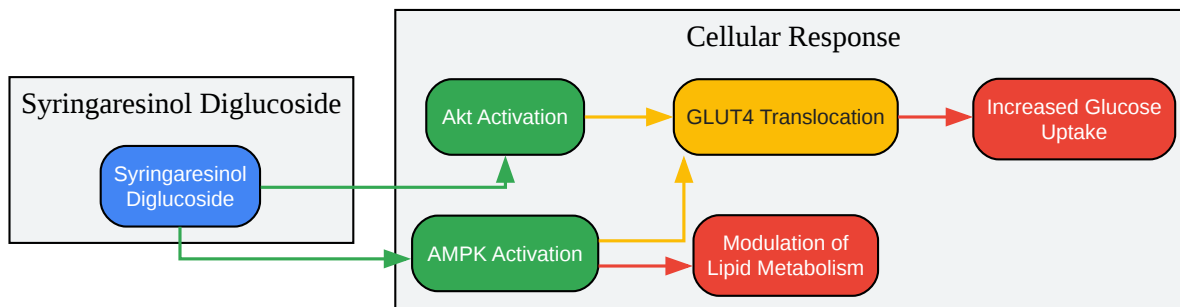 Cellular Response
Syringaresinol Diglucoside
Syringaresinol
Diglucoside
Akt Activation
GLUT4 Translocation
Increased Glucose
Uptake
AMPK Activation
Modulation of
Lipid Metabolism